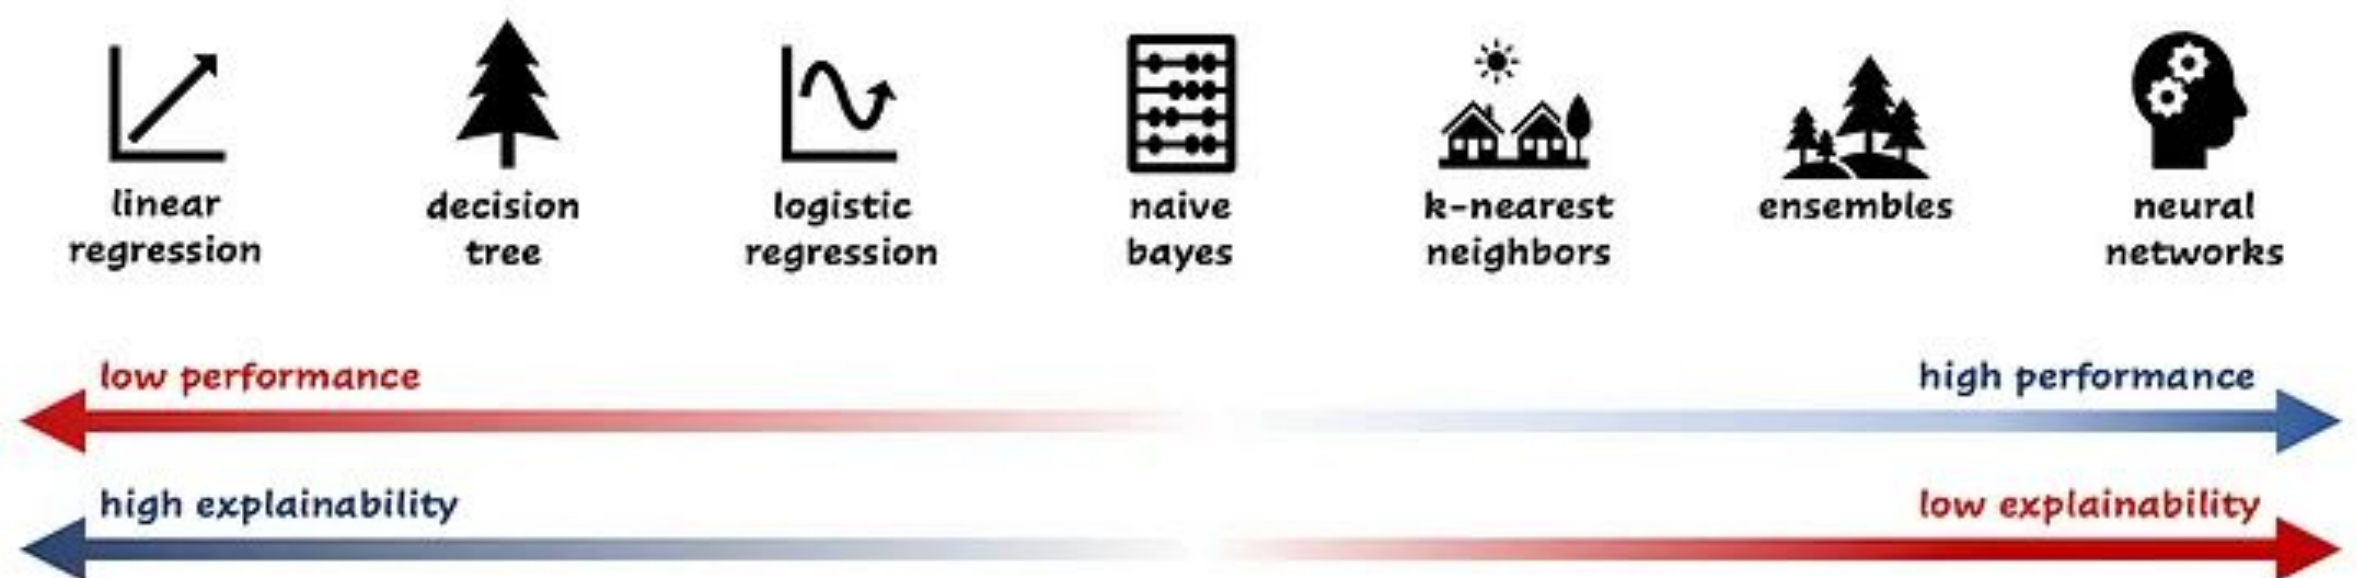 linear
regression
decision
tree
logistic
regression
naive
bayes
k-nearest
neighbors
ensembles
neural
networks
low performance
high performance
high explainability
low explainability